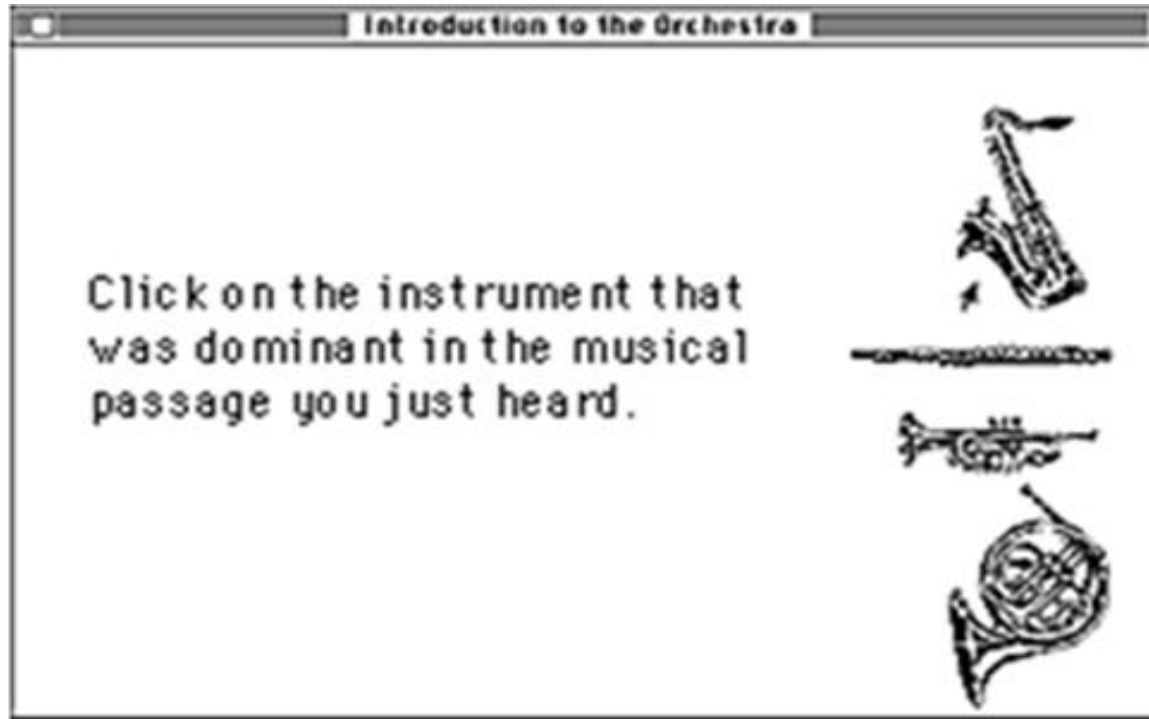 Introduction to the Orchestra
Click on the instrument that
was dominant in the musical
passage you just heard.